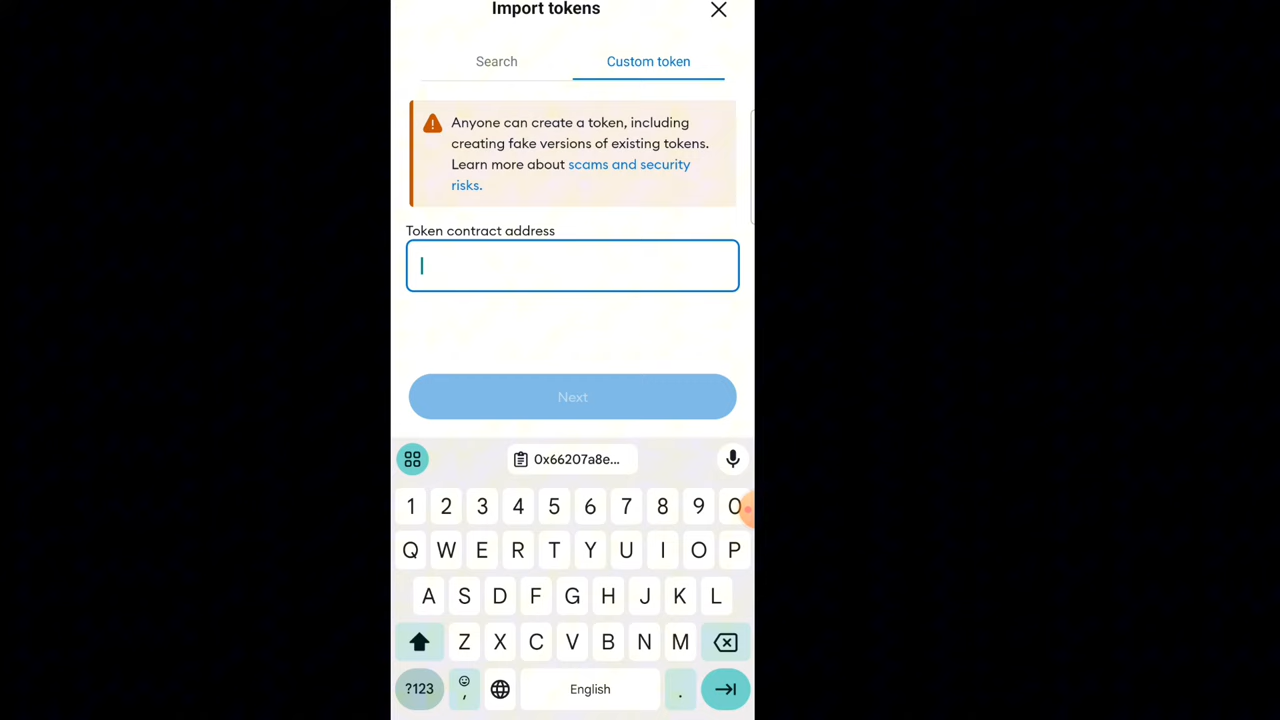 Import tokens
Search
Custom token
Anyone can create a token, including
creating fake versions of existing tokens.
Learn more about scams and security
risks.
Token contract address
Next
0x66207a8e...
1 2 3 4 5 6 7 8 9 0
Q W E R T Y U I O P
A S D F G H J K L
Z X C V B N M
?123 , English .